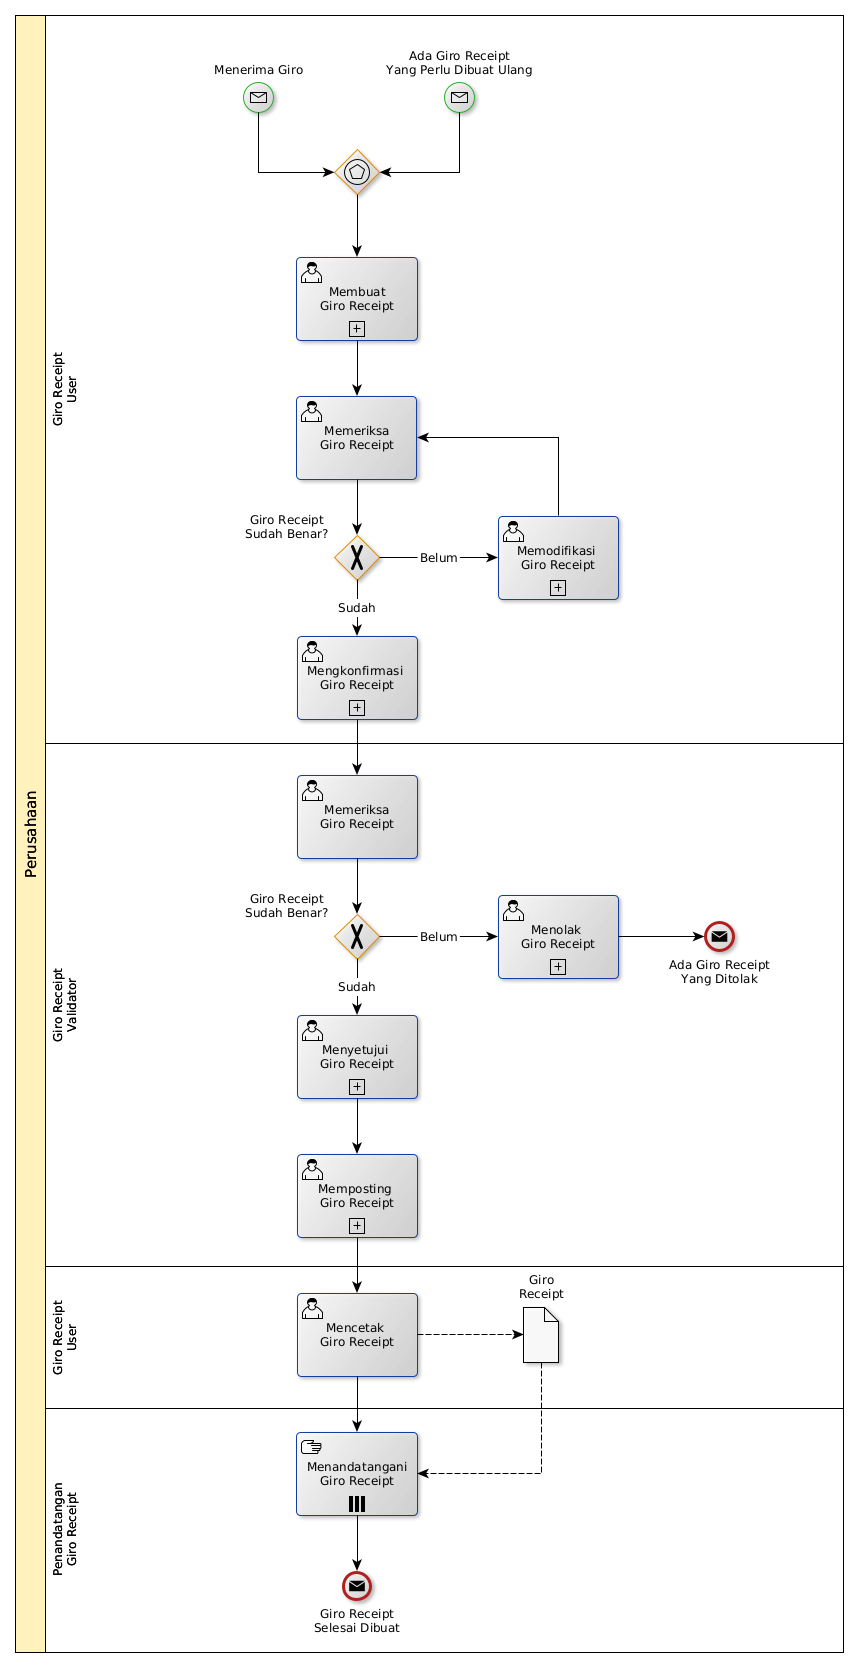 Perusahaan
Giro Receipt
User
Menerima Giro
Ada Giro Receipt
Yang Perlu Dibuat Ulang
Membuat
Giro Receipt
Memeriksa
Giro Receipt
Giro Receipt
Sudah Benar?
Belum
Memodifikasi
Giro Receipt
Sudah
Mengkonfirmasi
Giro Receipt
Giro Receipt
Validator
Memeriksa
Giro Receipt
Giro Receipt
Sudah Benar?
Belum
Menolak
Giro Receipt
Ada Giro Receipt
Yang Ditolak
Sudah
Menyetujui
Giro Receipt
Memposting
Giro Receipt
Giro Receipt
User
Mencetak
Giro Receipt
Giro
Receipt
Penandatangan
Giro Receipt
Menandatangani
Giro Receipt
Giro Receipt
Selesai Dibuat